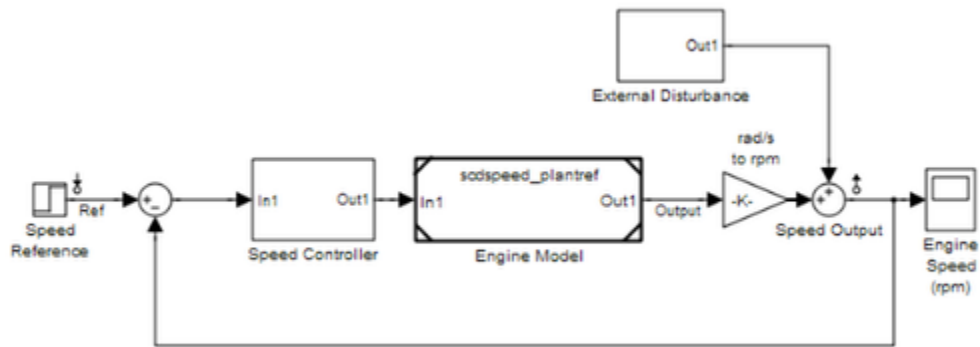 Out1
External Disturbance
rad/s
to rpm
scdspeed_plantref
Ref
In1
Out1
In1
Out1
Output
-K-
Speed
Reference
Speed Controller
Engine Model
Speed Output
Engine
Speed
(rpm)